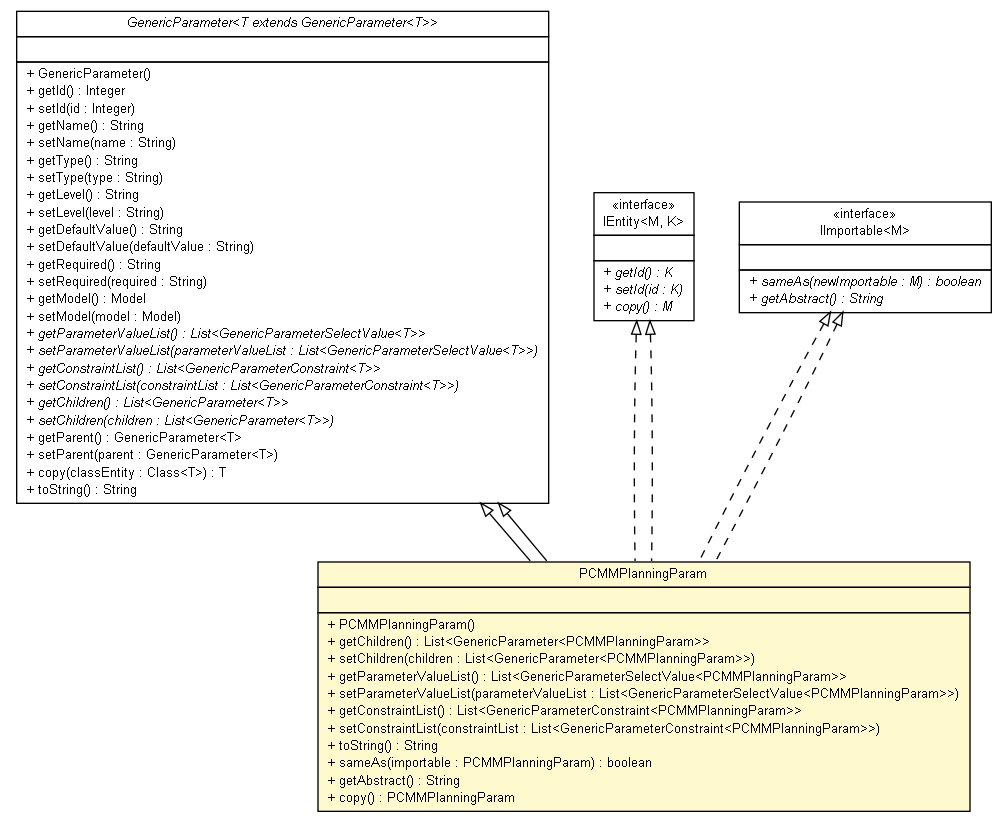 GenericParameter<T extends GenericParameter<T>>
+ GenericParameter()
+ getId() : Integer
+ setId(id : Integer)
+ getName() : String
+ setName(name : String)
+ getType() : String
+ setType(type : String)
+ getLevel() : String
+ setLevel(level : String)
+ getDefaultValue() : String
+ setDefaultValue(defaultValue : String)
+ getRequired() : String
+ setRequired(required : String)
+ getModel() : Model
+ setModel(model : Model)
+ getParameterValueList() : List<GenericParameterSelectValue<T>>
+ setParameterValueList(parameterValueList : List<GenericParameterSelectValue<T>>)
+ getConstraintList() : List<GenericParameterConstraint<T>>
+ setConstraintList(constraintList : List<GenericParameterConstraint<T>>)
+ getChildren() : List<GenericParameter<T>>
+ setChildren(children : List<GenericParameter<T>>)
+ getParent() : GenericParameter<T>
+ setParent(parent : GenericParameter<T>)
+ copy(classEntity : Class<T>) : T
+ toString() : String
«interface»
IEntity<M, K>
+ getId() : K
+ setId(id : K)
+ copy() : M
«interface»
IImportable<M>
+ sameAs(newImportable : M) : boolean
+ getAbstract() : String
PCMMPlanningParam
+ PCMMPlanningParam()
+ getChildren() : List<GenericParameter<PCMMPlanningParam>>
+ setChildren(children : List<GenericParameter<PCMMPlanningParam>>)
+ getParameterValueList() : List<GenericParameterSelectValue<PCMMPlanningParam>>
+ setParameterValueList(parameterValueList : List<GenericParameterSelectValue<PCMMPlanningParam>>)
+ getConstraintList() : List<GenericParameterConstraint<PCMMPlanningParam>>
+ setConstraintList(constraintList : List<GenericParameterConstraint<PCMMPlanningParam>>)
+ toString() : String
+ sameAs(importable : PCMMPlanningParam) : boolean
+ getAbstract() : String
+ copy() : PCMMPlanningParam